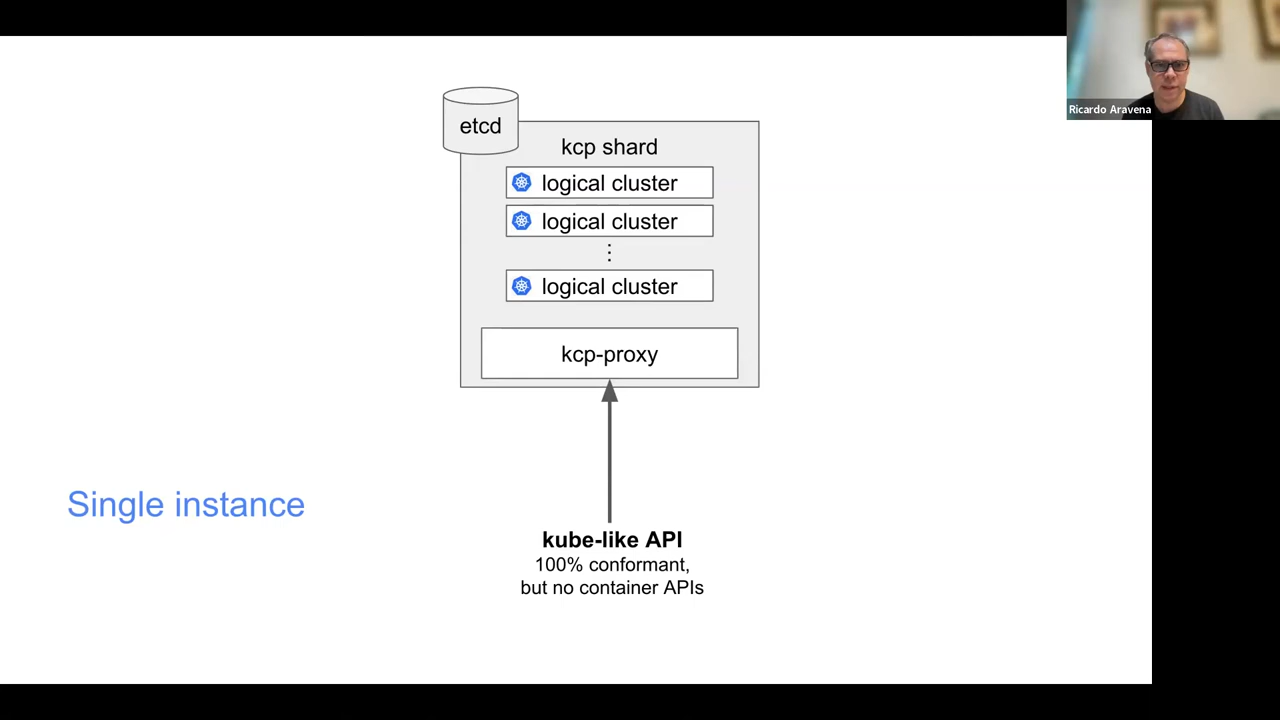 Ricardo Aravena
etcd
kcp shard
logical cluster
logical cluster
⋮
logical cluster
kcp-proxy
Single instance
kube-like API
100% conformant,
but no container APIs